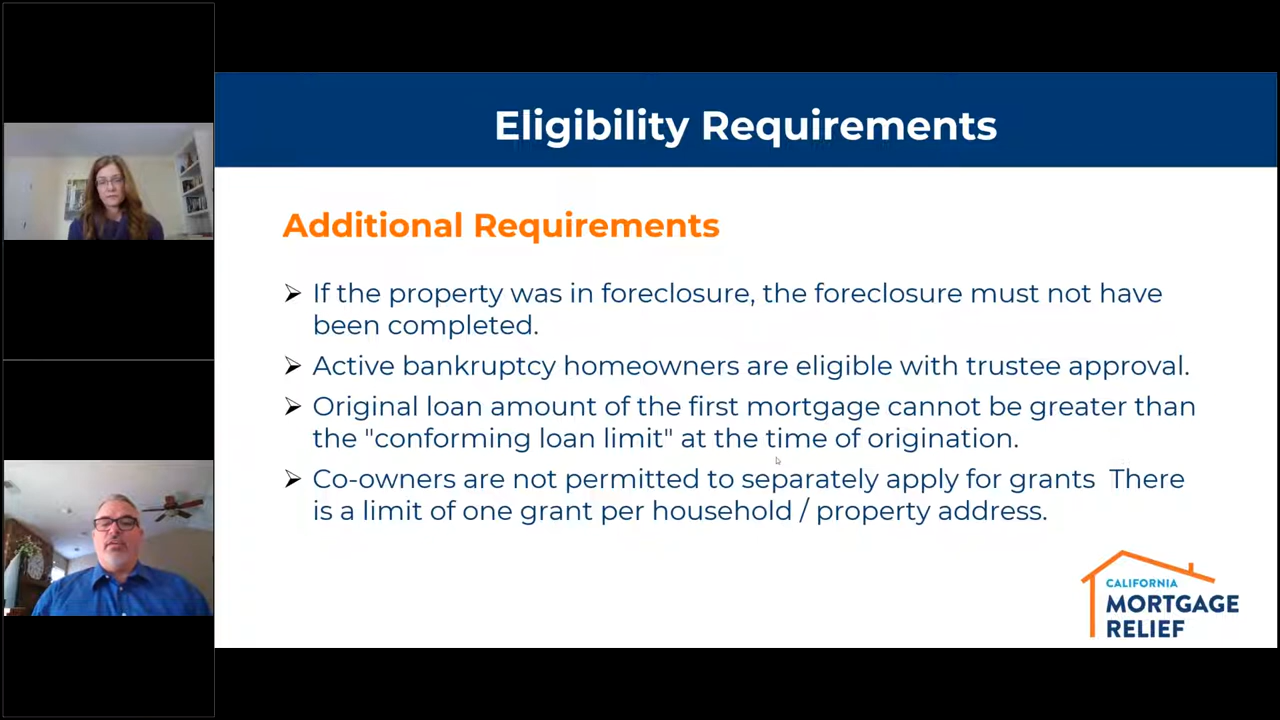 Eligibility Requirements
Additional Requirements
If the property was in foreclosure, the foreclosure must not have
been completed.
Active bankruptcy homeowners are eligible with trustee approval.
Original loan amount of the first mortgage cannot be greater than
the "conforming loan limit" at the time of origination.
Co-owners are not permitted to separately apply for grants  There
is a limit of one grant per household / property address.
CALIFORNIA
MORTGAGE
RELIEF